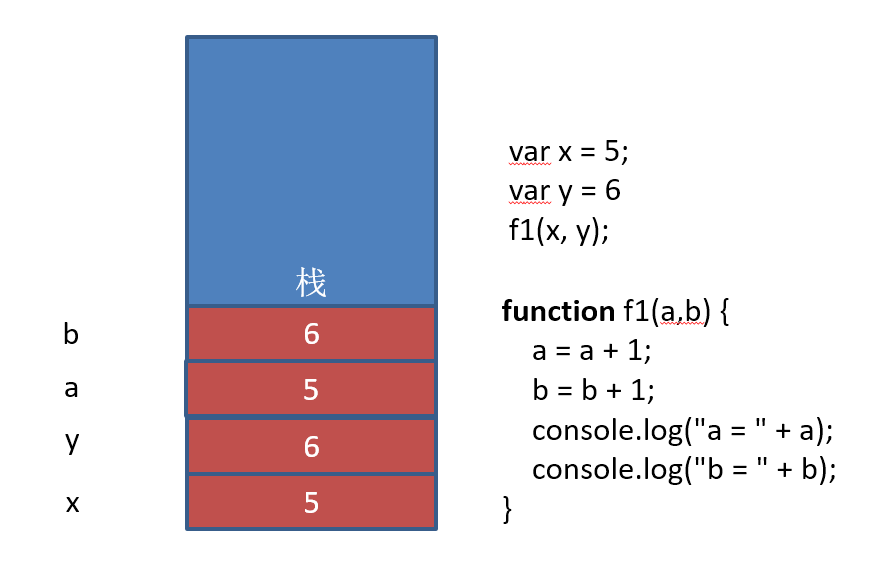 栈
b 6
a 5
y 6
x 5
var x = 5;
var y = 6
f1(x, y);
function f1(a,b) {
a = a + 1;
b = b + 1;
console.log("a = " + a);
console.log("b = " + b);
}